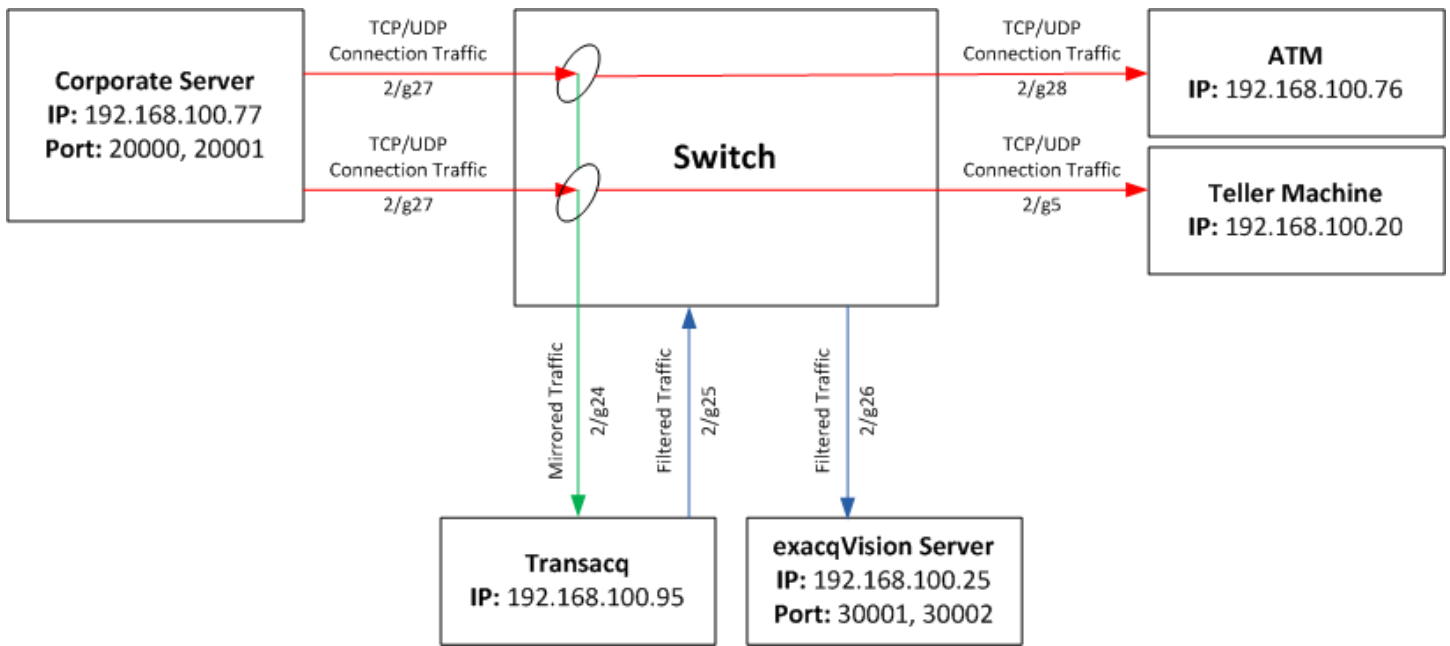 Corporate Server
IP: 192.168.100.77
Port: 20000, 20001
TCP/UDP
Connection Traffic
2/g27
TCP/UDP
Connection Traffic
2/g27
Switch
TCP/UDP
Connection Traffic
2/g28
TCP/UDP
Connection Traffic
2/g5
ATM
IP: 192.168.100.76
Teller Machine
IP: 192.168.100.20
Mirrored Traffic
2/g24
Filtered Traffic
2/g25
Filtered Traffic
2/g26
Transacq
IP: 192.168.100.95
exacqVision Server
IP: 192.168.100.25
Port: 30001, 30002